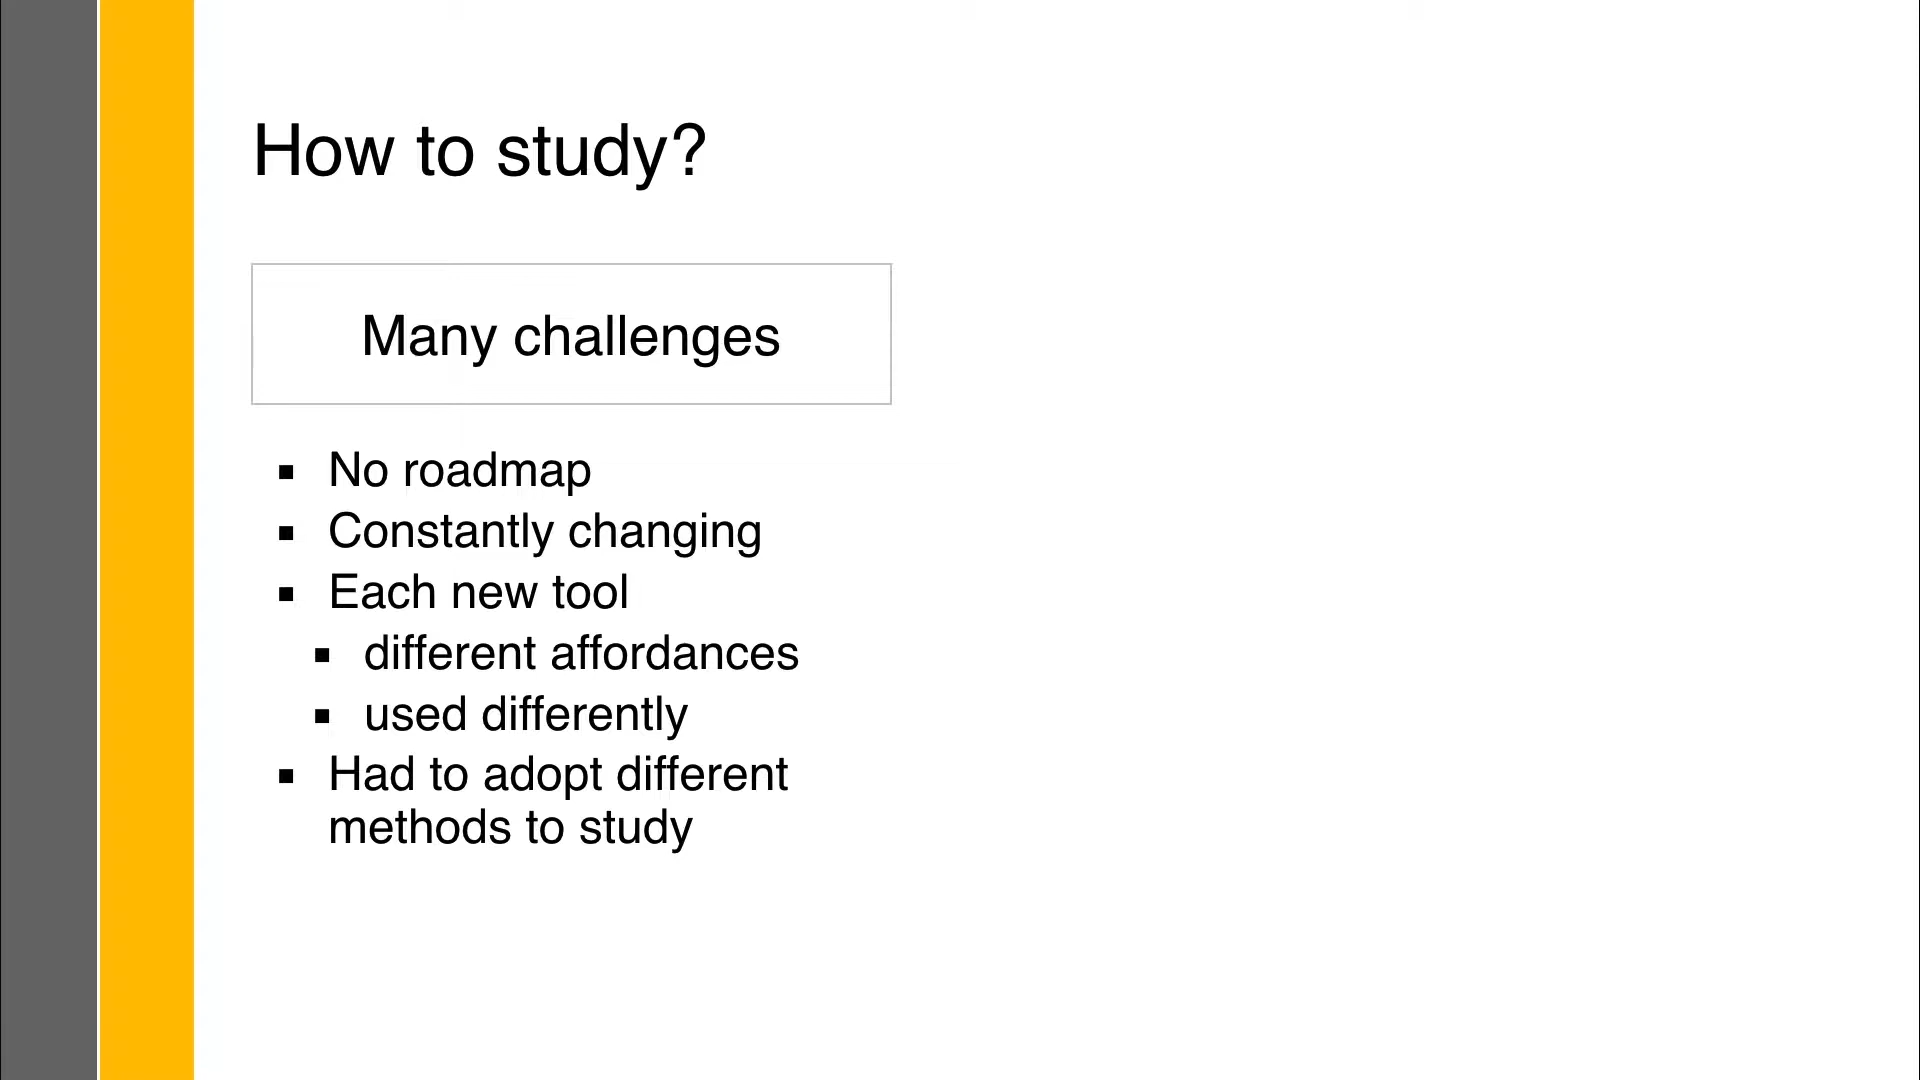 How to study?
Many challenges
▪ No roadmap
▪ Constantly changing
▪ Each new tool
▪ different affordances
▪ used differently
▪ Had to adopt different
methods to study